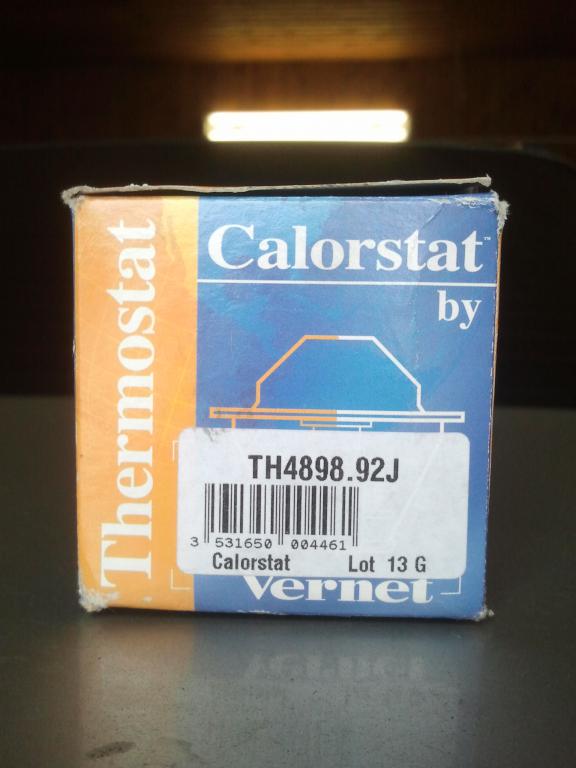 Thermostat
Calorstat™
by
TH4898.92J
3 531650 004461
Calorstat Lot 13 G
Vernet